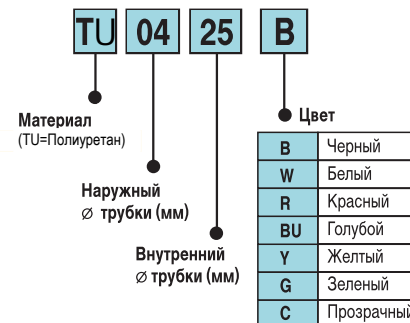 TU 04 25 B
Материал
(TU=Полиуретан)
Наружный
⌀ трубки (мм)
Внутренний
⌀ трубки (мм)
Цвет
B Черный
W Белый
R Красный
BU Голубой
Y Желтый
G Зеленый
C Прозрачный